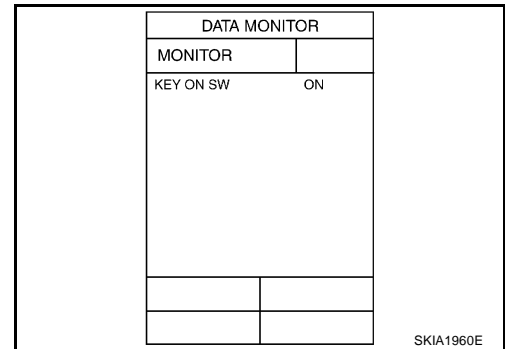 DATA MONITOR
MONITOR
KEY ON SW ON
SKIA1960E